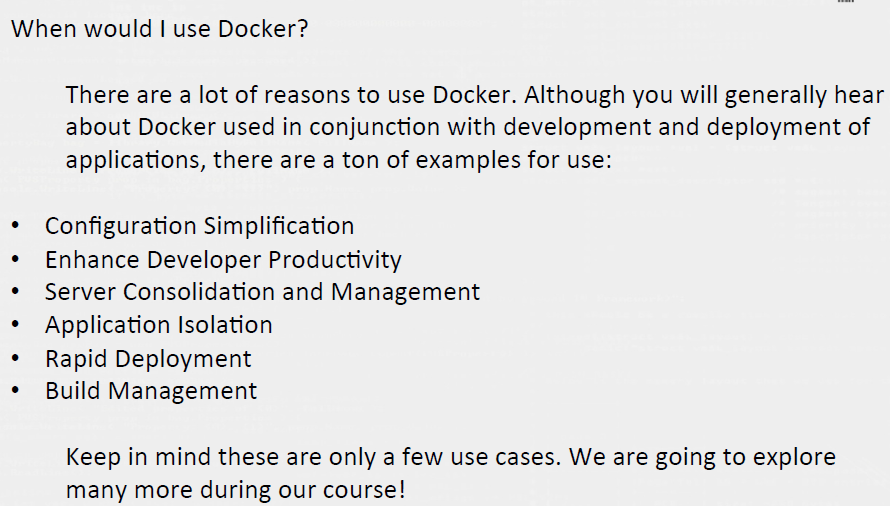 When would I use Docker?
There are a lot of reasons to use Docker. Although you will generally hear
about Docker used in conjunction with development and deployment of
applications, there are a ton of examples for use:
• Configuration Simplification
• Enhance Developer Productivity
• Server Consolidation and Management
• Application Isolation
• Rapid Deployment
• Build Management
Keep in mind these are only a few use cases. We are going to explore
many more during our course!